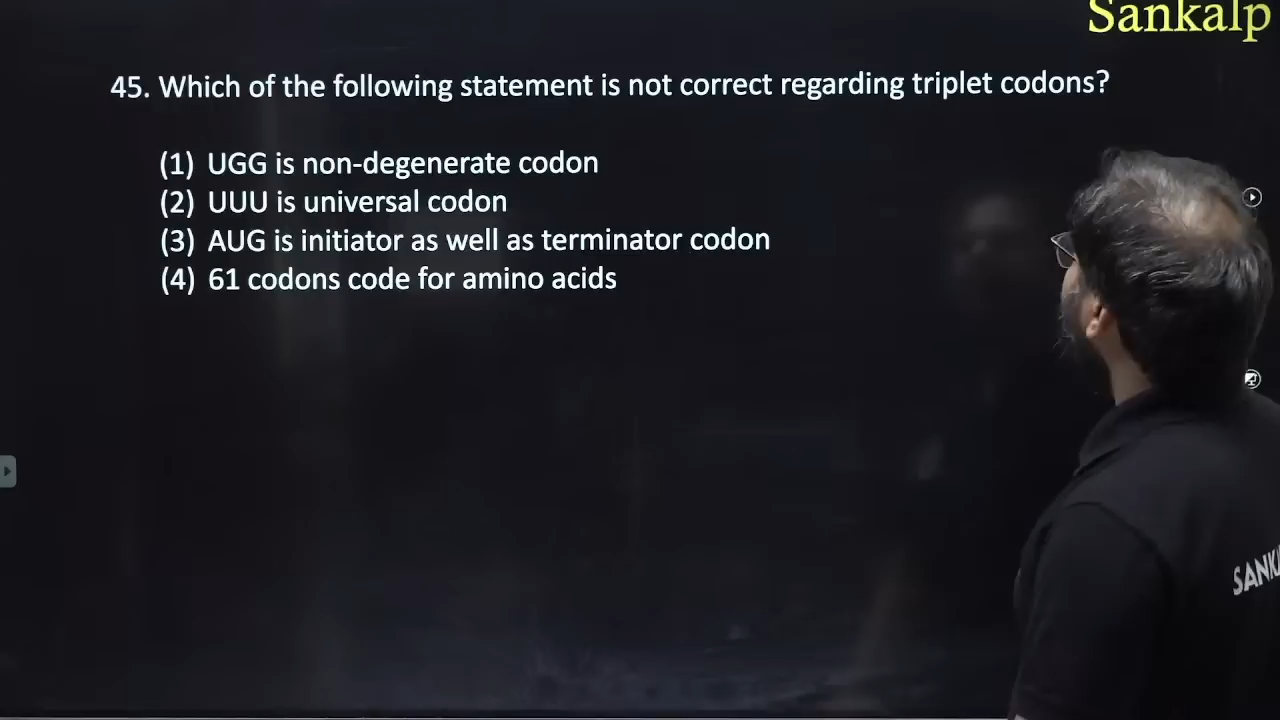 Sankalp
45. Which of the following statement is not correct regarding triplet codons?
(1) UGG is non-degenerate codon
(2) UUU is universal codon
(3) AUG is initiator as well as terminator codon
(4) 61 codons code for amino acids